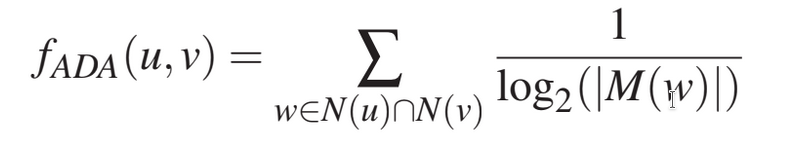 f_{ADA}(u,v) = \sum_{w \in N(u) \cap N(v)} \frac{1}{\log_2(|M(w)|)}